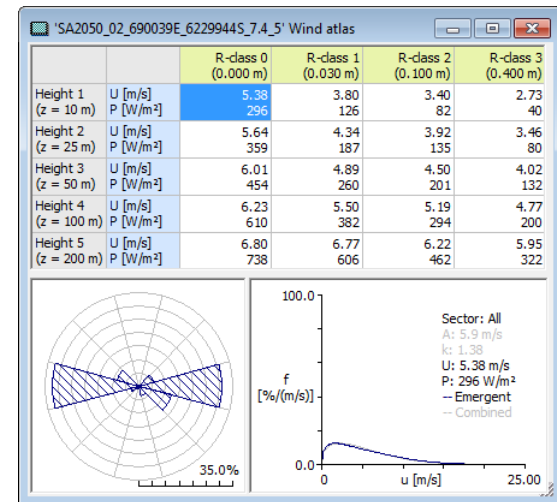 'SA2050_02_690039E_6229944S_7.4_5' Wind atlas
R-class 0 R-class 1 R-class 2 R-class 3
(0.000 m) (0.030 m) (0.100 m) (0.400 m)
Height 1 U [m/s] 5.38 3.80 3.40 2.73
(z = 10 m) P [W/m²] 296 126 82 40
Height 2 U [m/s] 5.64 4.34 3.92 3.46
(z = 25 m) P [W/m²] 359 187 135 80
Height 3 U [m/s] 6.01 4.89 4.50 4.02
(z = 50 m) P [W/m²] 454 260 201 132
Height 4 U [m/s] 6.23 5.50 5.19 4.77
(z = 100 m) P [W/m²] 610 382 294 200
Height 5 U [m/s] 6.80 6.77 6.22 5.95
(z = 200 m) P [W/m²] 738 606 462 322
35.0%
100.0
f
[%/(m/s)]
0.0
0 u [m/s] 25.00
Sector: All
A: 5.9 m/s
k: 1.38
U: 5.38 m/s
P: 296 W/m²
-- Emergent
-- Combined